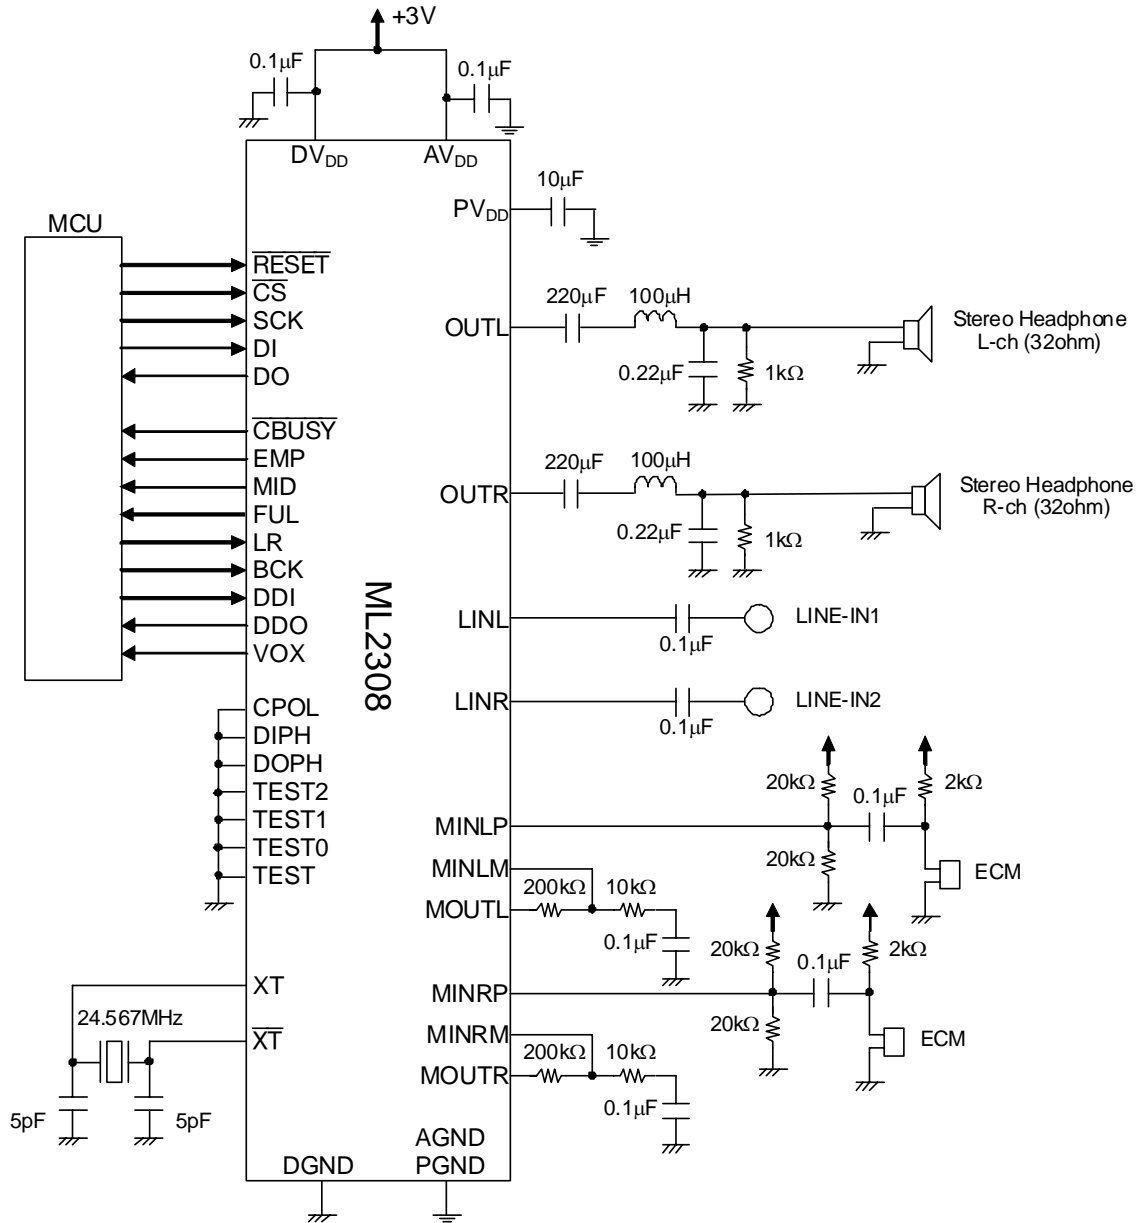 +3V
0.1µF
0.1µF
DVDD
AVDD
10µF
PVDD
MCU
RESET
CS
SCK
DI
DO
CBUSY
EMP
MID
FUL
LR
BCK
DDI
DDO
VOX
CPOL
DIPH
DOPH
TEST2
TEST1
TEST0
TEST
XT
24.567MHz
XT
5pF
5pF
DGND
AGND
PGND
ML2308
220µF
100µH
OUTL
0.22µF
1kΩ
Stereo Headphone
L-ch (32ohm)
220µF
100µH
OUTR
0.22µF
1kΩ
Stereo Headphone
R-ch (32ohm)
LINL
0.1µF
LINE-IN1
LINR
0.1µF
LINE-IN2
20kΩ
0.1µF
2kΩ
MINLP
20kΩ
ECM
MINLM
200kΩ
10kΩ
MOUTL
0.1µF
20kΩ
0.1µF
2kΩ
MINRP
20kΩ
ECM
MINRM
200kΩ
10kΩ
MOUTR
0.1µF